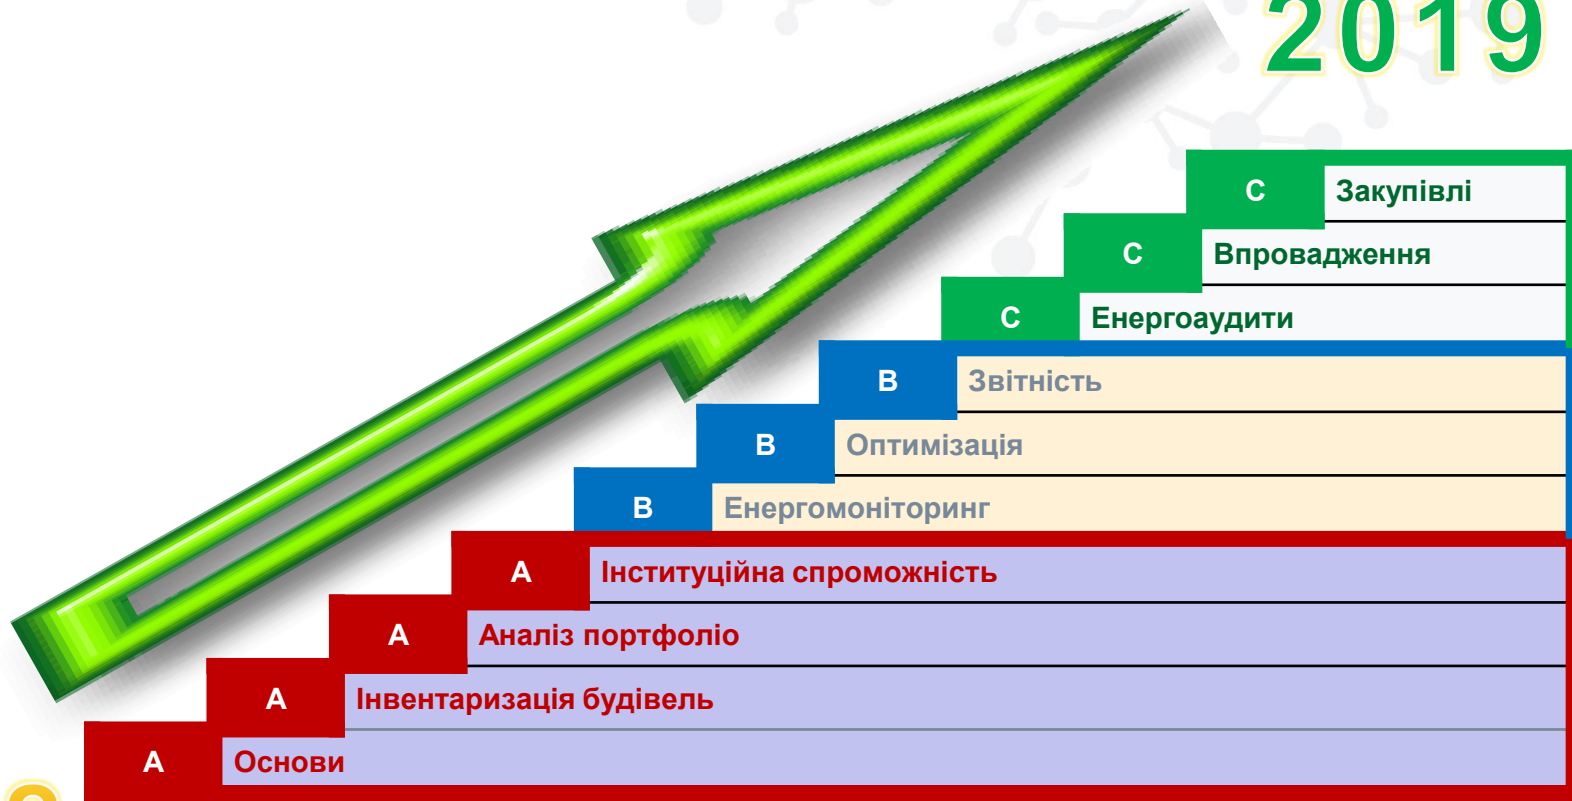 2019
C Закупівлі
C Впровадження
C Енергоаудити
B Звітність
B Оптимізація
B Енергомоніторинг
A Інституційна спроможність
A Аналіз портфоліо
A Інвентаризація будівель
A Основи